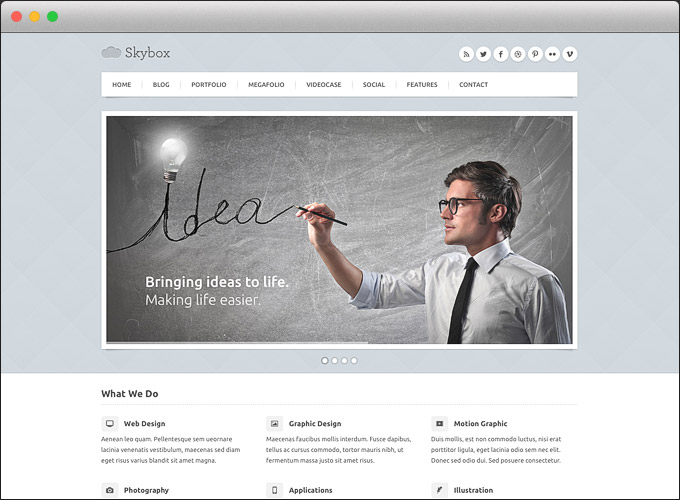 Skybox
HOME BLOG PORTFOLIO MEGAFOLIO VIDEOCASE SOCIAL FEATURES CONTACT
idea
Bringing ideas to life.
Making life easier.
What We Do
Web Design
Aenean leo quam. Pellentesque sem ueornare
lacinia venenatis vestibulum, maecenas sed diam
eget risus varius blandit sit amet magna.
Graphic Design
Maecenas faucibus mollis interdum. Fusce dapibus,
tellus ac cursus commodo, tortor mauris nibh, ut
fermentum massa justo sit amet risus.
Motion Graphic
Duis mollis, est non commodo luctus, nisi erat
porttitor ligula, eget lacinia odio sem nec elit.
Donec sed odio dui. Sed posuere consectetur.
Photography
Applications
Illustration